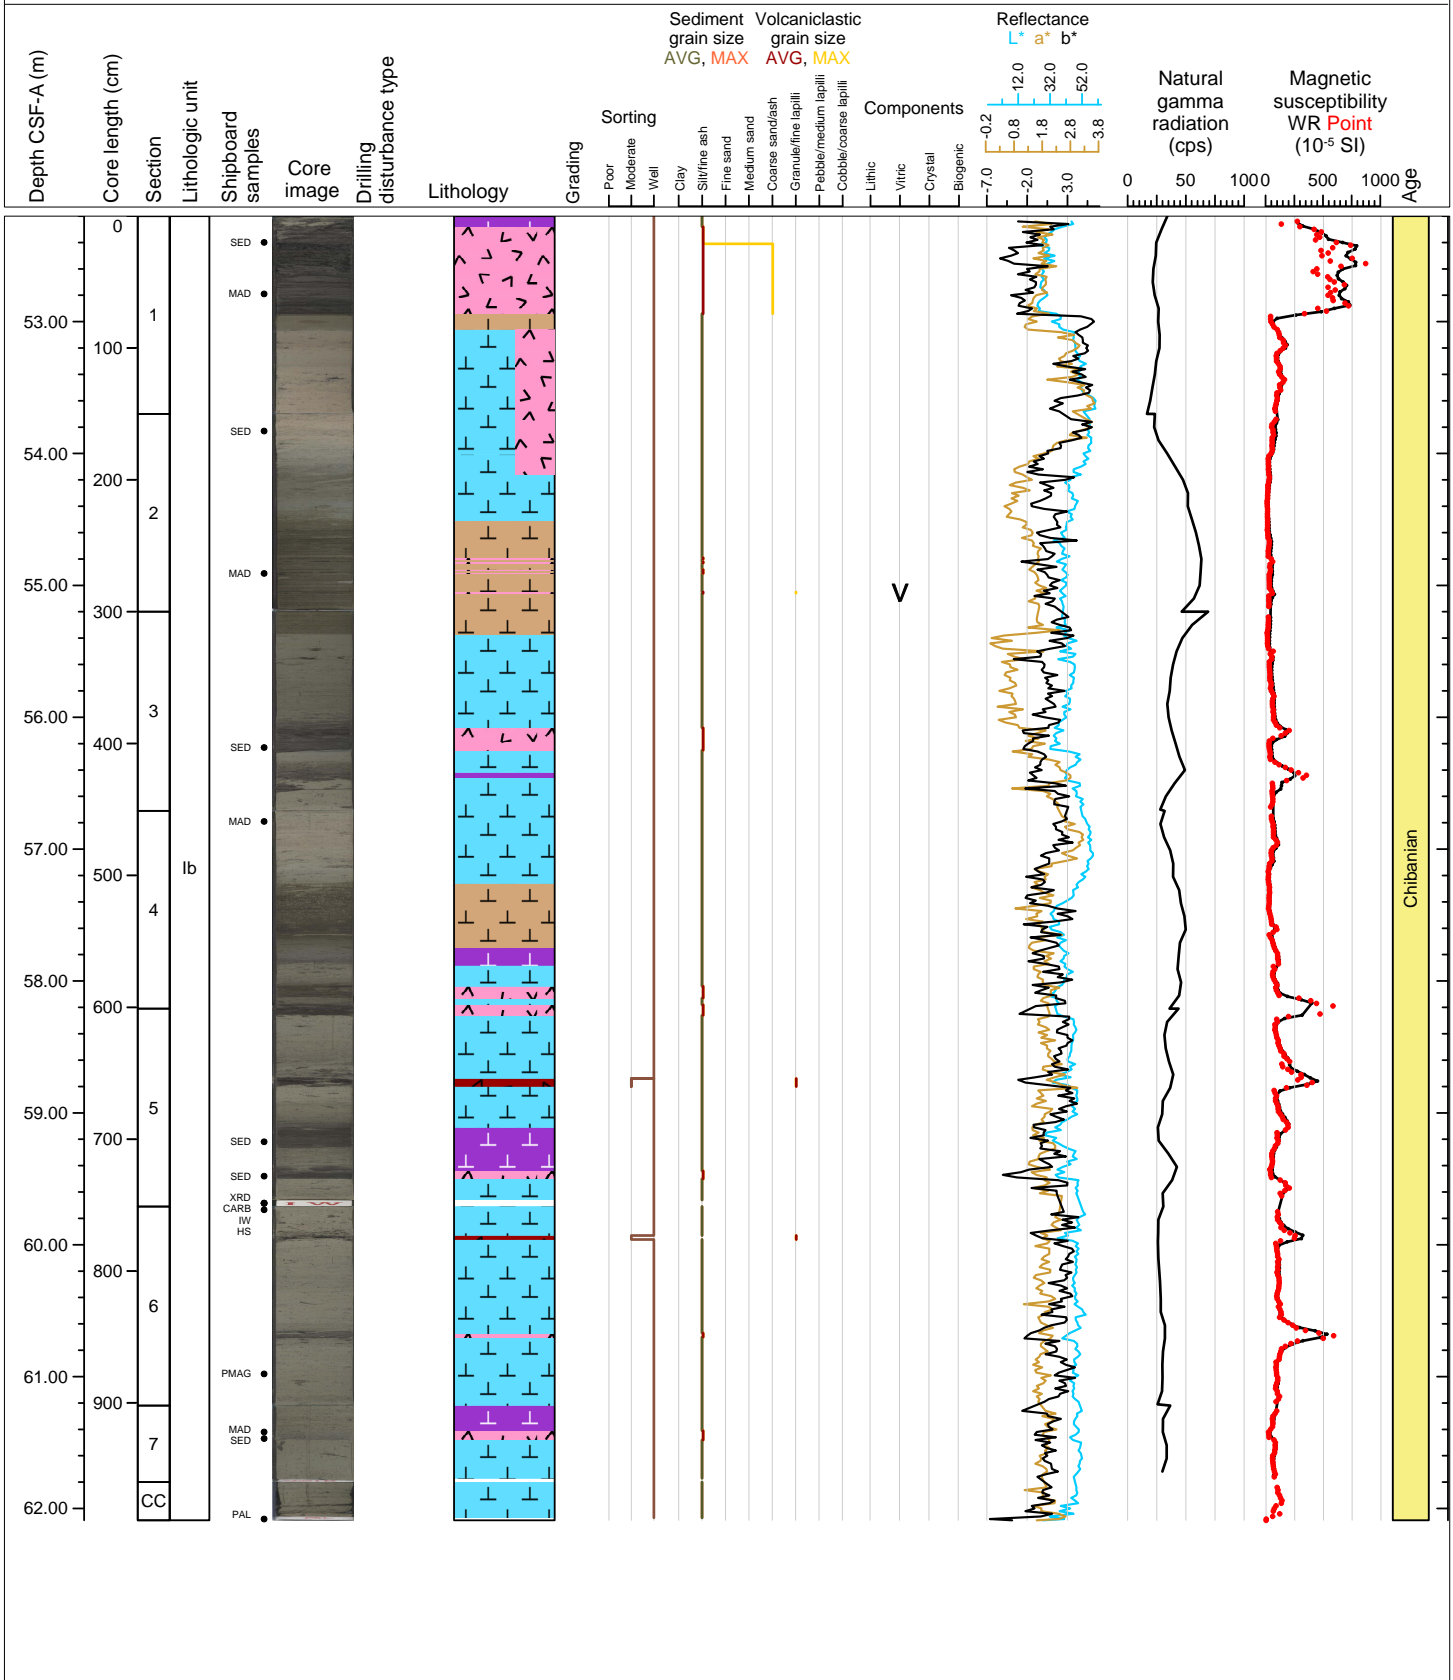 Depth CSF-A (m)
Core length (cm)
Section
Lithologic unit
Shipboard
samples
Core
image
Drilling
disturbance type
Lithology
Grading
Sorting
Poor
Moderate
Well
Sediment
grain size
AVG, MAX
Volcaniclastic
grain size
AVG, MAX
Clay
Silt/fine ash
Fine sand
Medium sand
Coarse sand/ash
Granule/fine lapilli
Pebble/medium lapilli
Cobble/coarse lapilli
Components
Lithic
Vitric
Crystal
Biogenic
Reflectance
L* a* b*
12.0 32.0 52.0
-0.2 0.8 1.8 2.8 3.8
-7.0 -2.0 3.0
Natural
gamma
radiation
(cps)
0 50 100
Magnetic
susceptibility
WR Point
(10-5 SI)
0 500 1000
Age
53.00
54.00
55.00
56.00
57.00
58.00
59.00
60.00
61.00
62.00
0
100
200
300
400
500
600
700
800
900
1
2
3
4
5
6
7
CC
Ib
SED
MAD
SED
MAD
SED
MAD
SED
SED
XRD
CARB
IW
HS
PMAG
MAD
SED
PAL
IW
V
Chibanian